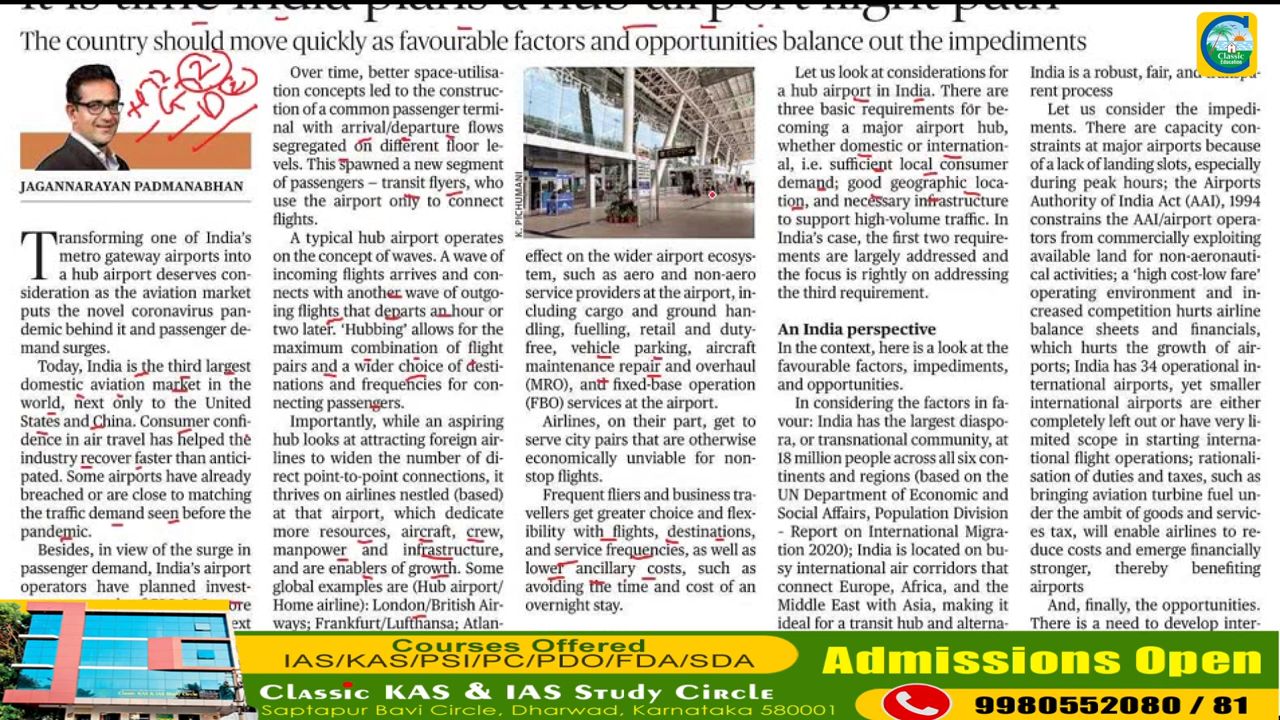 It is time India plans a hub airport flight path
The country should move quickly as favourable factors and opportunities balance out the impediments
JAGANNARAYAN PADMANABHAN
Transforming one of India's
metro gateway airports into
a hub airport deserves con-
sideration as the aviation market
puts the novel coronavirus pan-
demic behind it and passenger de-
mand surges.
Today, India is the third largest
domestic aviation market in the
world, next only to the United
States and China. Consumer confi-
dence in air travel has helped the
industry recover faster than antici-
pated. Some airports have already
breached or are close to matching
the traffic demand seen before the
pandemic.
Besides, in view of the surge in
passenger demand, India's airport
operators have planned invest-
ore
ext
Over time, better space-utilisa-
tion concepts led to the construc-
tion of a common passenger termi-
nal with arrival/departure flows
segregated on different floor le-
vels. This spawned a new segment
of passengers – transit flyers, who
use the airport only to connect
flights.
A typical hub airport operates
on the concept of waves. A wave of
incoming flights arrives and con-
nects with another wave of outgo-
ing flights that departs an hour or
two later. 'Hubbing' allows for the
maximum combination of flight
pairs and a wider choice of desti-
nations and frequencies for con-
necting passengers.
Importantly, while an aspiring
hub looks at attracting foreign air-
lines to widen the number of di-
rect point-to-point connections, it
thrives on airlines nestled (based)
at that airport, which dedicate
more resources, aircraft, crew,
manpower and infrastructure,
and are enablers of growth. Some
global examples are (Hub airport/
Home airline): London/British Air-
ways; Frankfurt/Lufthansa; Atlan-
K. PICHUMANI
effect on the wider airport ecosys-
tem, such as aero and non-aero
service providers at the airport, in-
cluding cargo and ground han-
dling, fuelling, retail and duty-
free, vehicle parking, aircraft
maintenance repair and overhaul
(MRO), and fixed-base operation
(FBO) services at the airport.
Airlines, on their part, get to
serve city pairs that are otherwise
economically unviable for non-
stop flights.
Frequent fliers and business tra-
vellers get greater choice and flex-
ibility with flights, destinations,
and service frequencies, as well as
lower ancillary costs, such as
avoiding the time and cost of an
overnight stay.
Let us look at considerations for
a hub airport in India. There are
three basic requirements for be-
coming a major airport hub,
whether domestic or internation-
al, i.e. sufficient local consumer
demand; good geographic loca-
tion, and necessary infrastructure
to support high-volume traffic. In
India's case, the first two require-
ments are largely addressed and
the focus is rightly on addressing
the third requirement.
An India perspective
In the context, here is a look at the
favourable factors, impediments,
and opportunities.
In considering the factors in fa-
vour: India has the largest diaspo-
ra, or transnational community, at
18 million people across all six con-
tinents and regions (based on the
UN Department of Economic and
Social Affairs, Population Division
- Report on International Migra-
tion 2020); India is located on bu-
sy international air corridors that
connect Europe, Africa, and the
Middle East with Asia, making it
ideal for a transit hub and alterna-
India is a robust, fair, and transpa-
rent process
Let us consider the impedi-
ments. There are capacity con-
straints at major airports because
of a lack of landing slots, especially
during peak hours; the Airports
Authority of India Act (AAI), 1994
constrains the AAI/airport opera-
tors from commercially exploiting
available land for non-aeronauti-
cal activities; a 'high cost-low fare'
operating environment and in-
creased competition hurts airline
balance sheets and financials,
which hurts the growth of air-
ports; India has 34 operational in-
ternational airports, yet smaller
international airports are either
completely left out or have very li-
mited scope in starting interna-
tional flight operations; rationali-
sation of duties and taxes, such as
bringing aviation turbine fuel un-
der the ambit of goods and servic-
es tax, will enable airlines to re-
duce costs and emerge financially
stronger, thereby benefiting
airports
And, finally, the opportunities.
There is a need to develop inter-
Classic
Education
Courses Offered
IAS/KAS/PSI/PC/PDO/FDA/SDA
Classic KAS & IAS Study Circle
Saptapur Bavi Circle, Dharwad, Karnataka 580001
Admissions Open
9980552080 / 81